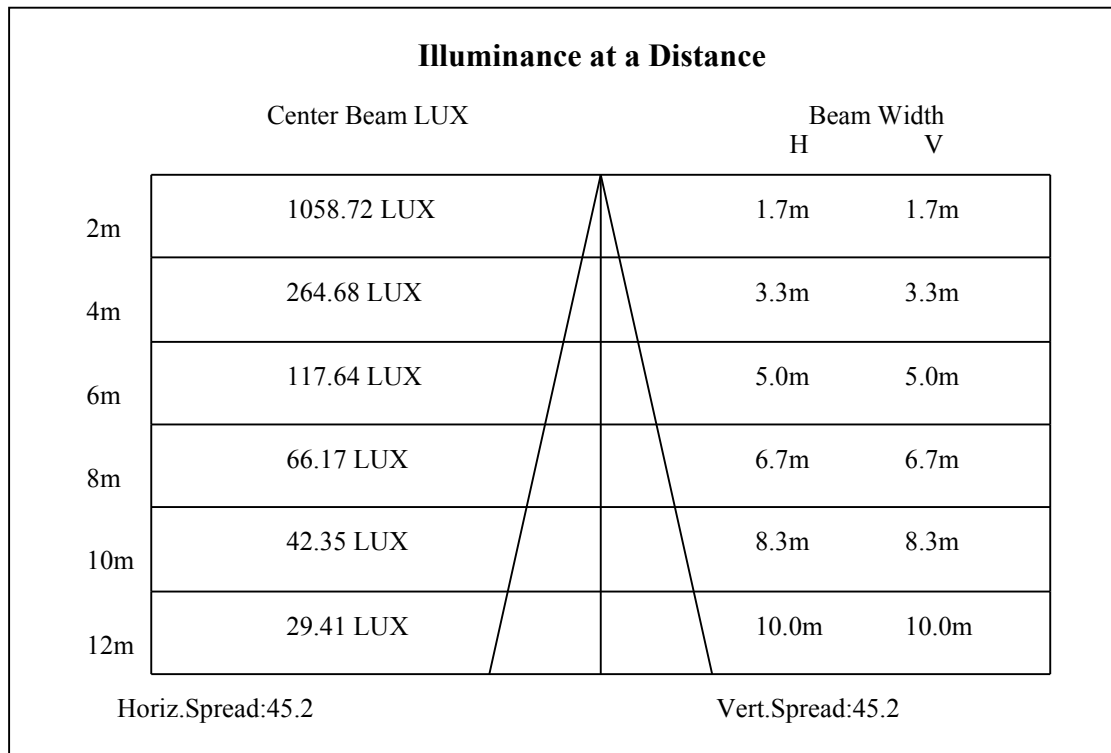 Illuminance at a Distance
Center Beam LUX Beam Width
H V
2m 1058.72 LUX 1.7m 1.7m
4m 264.68 LUX 3.3m 3.3m
6m 117.64 LUX 5.0m 5.0m
8m 66.17 LUX 6.7m 6.7m
10m 42.35 LUX 8.3m 8.3m
12m 29.41 LUX 10.0m 10.0m
Horiz.Spread:45.2 Vert.Spread:45.2